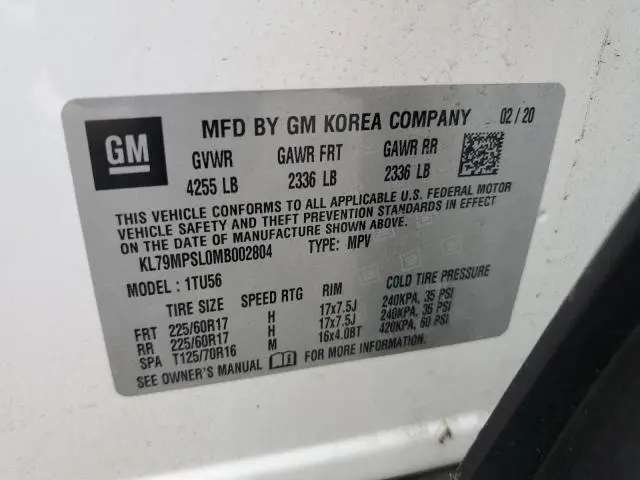 GM
MFD BY GM KOREA COMPANY 02 / 20
GVWR GAWR FRT GAWR RR
4255 LB 2336 LB 2336 LB
THIS VEHICLE CONFORMS TO ALL APPLICABLE U.S. FEDERAL MOTOR
VEHICLE SAFETY AND THEFT PREVENTION STANDARDS IN EFFECT
ON THE DATE OF MANUFACTURE SHOWN ABOVE.
KL79MPSL0MB002804 TYPE: MPV
MODEL : 1TU56
TIRE SIZE SPEED RTG RIM COLD TIRE PRESSURE
FRT 225/60R17 H 17x7.5J 240KPA, 35 PSI
RR 225/60R17 H 17x7.5J 240KPA, 35 PSI
SPA T125/70R16 M 16x4.0BT 420KPA, 60 PSI
SEE OWNER'S MANUAL FOR MORE INFORMATION.